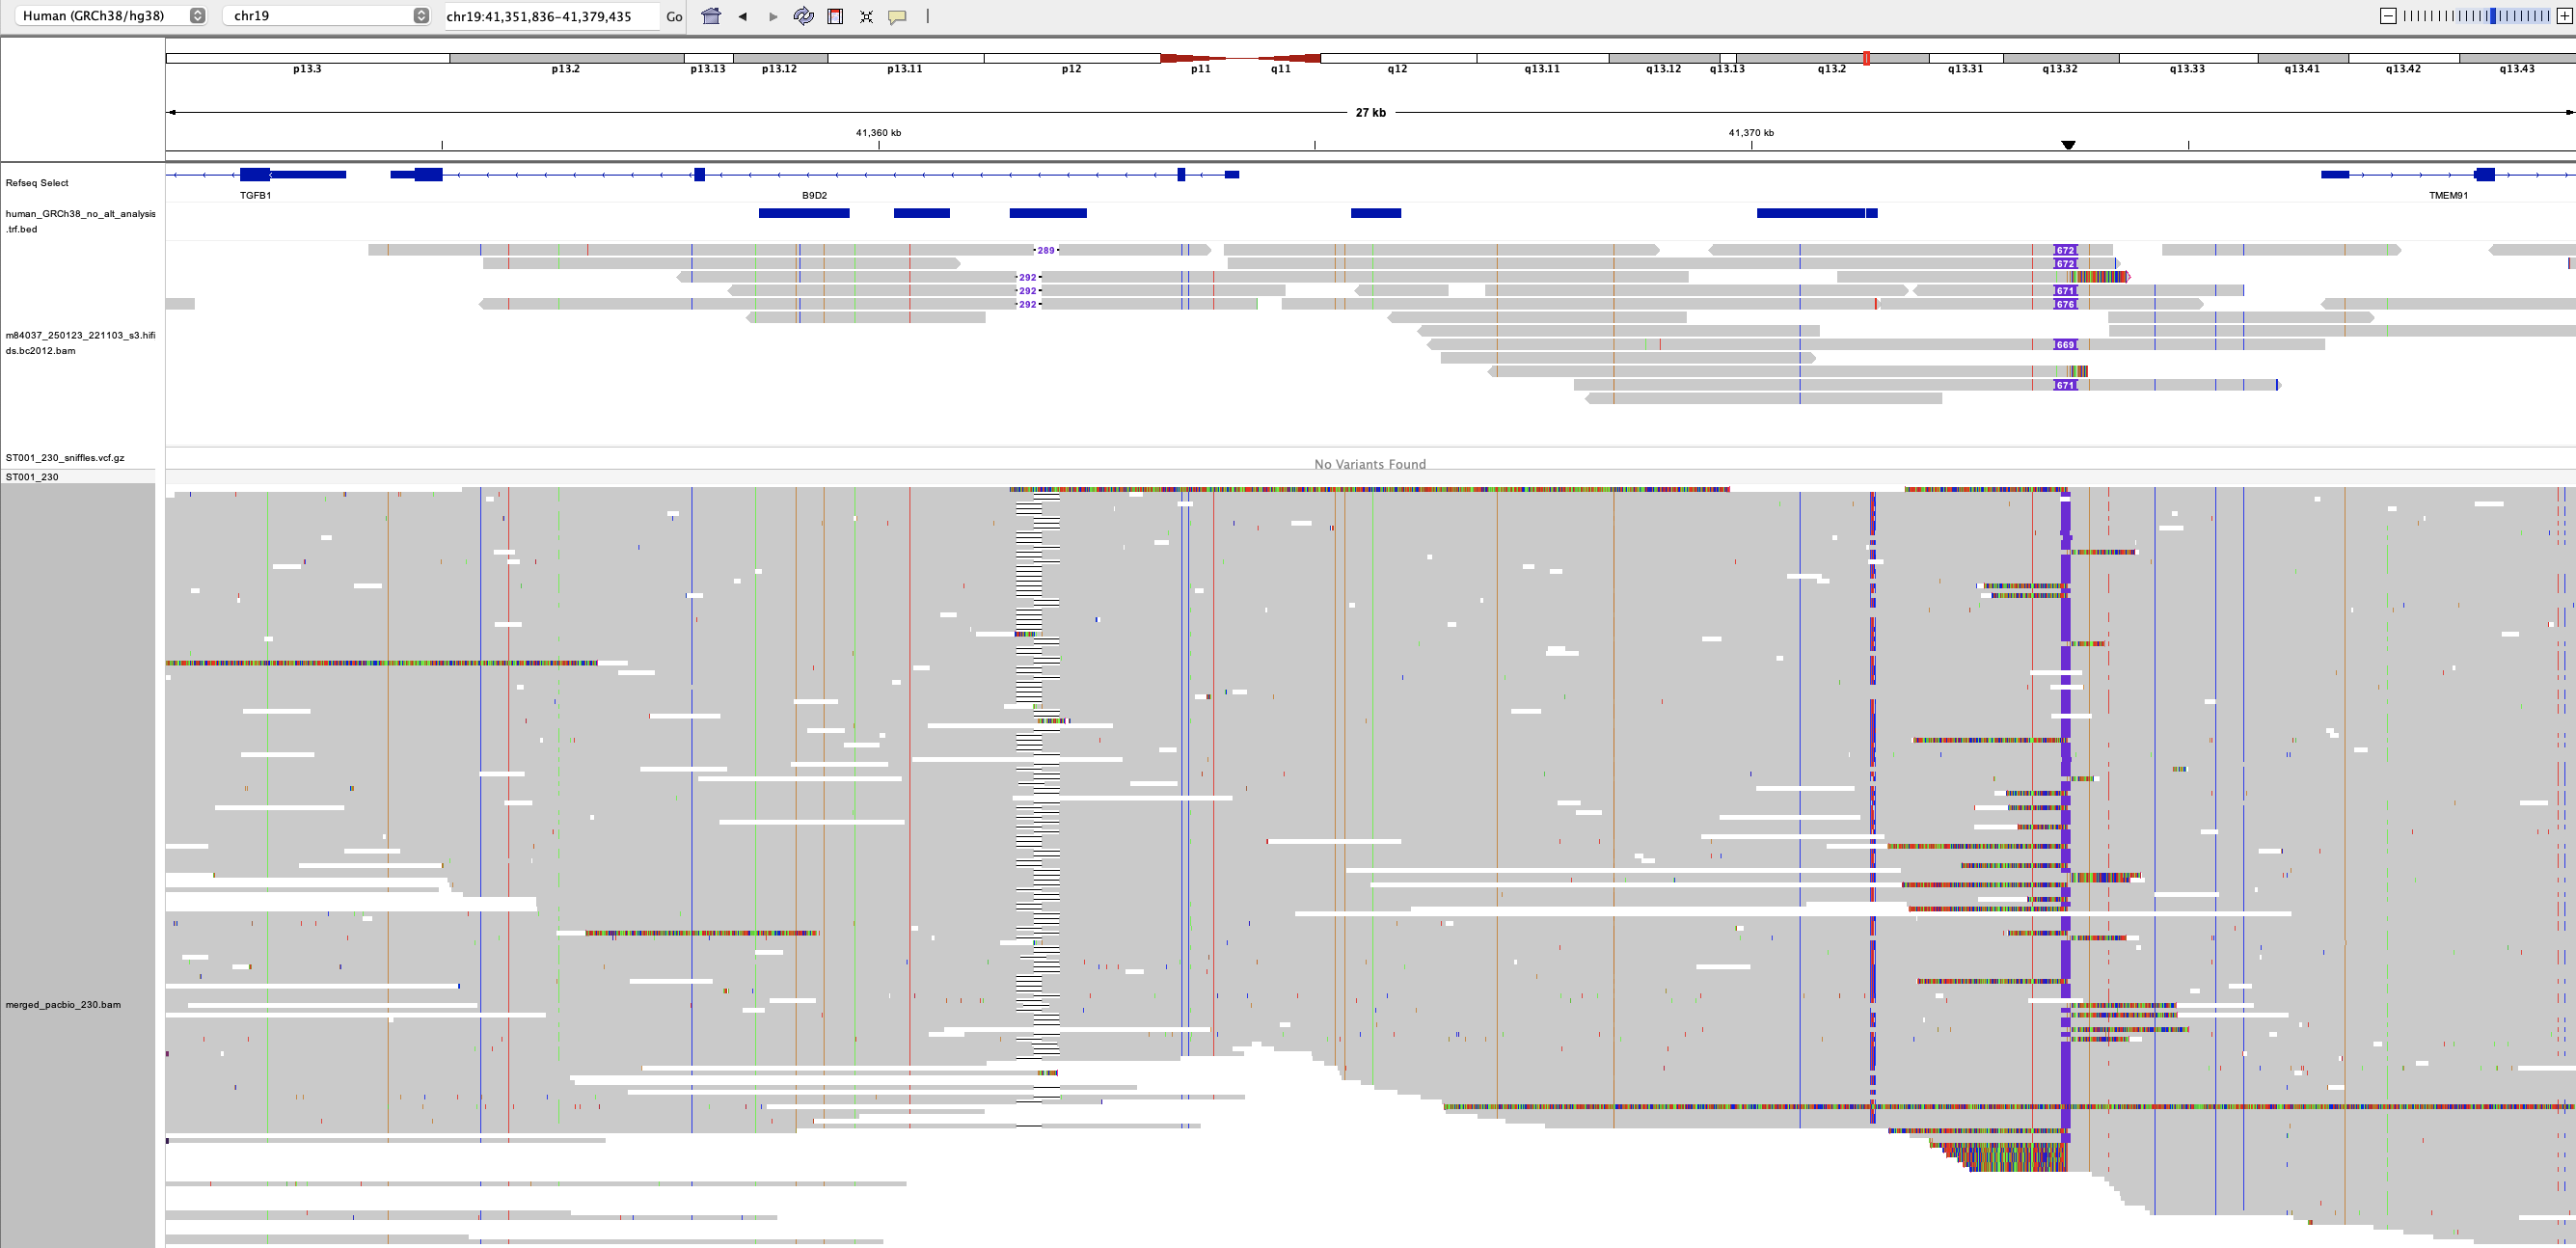 Human (GRCh38/hg38) chr19 chr19:41,351,836-41,379,435 Go
p13.3 p13.2 p13.13 p13.12 p13.11 p12 p11 q11 q12 q13.11 q13.12 q13.13 q13.2 q13.31 q13.32 q13.33 q13.41 q13.42 q13.43
27 kb
41,360 kb 41,370 kb
Refseq Select
TGFB1 B9D2 TMEM91
human_GRCh38_no_alt_analysis
.trf.bed
289 672
672
292
292 671
292 676
m84037_250123_221103_s3.hifi
ds.bc2012.bam
669
671
ST001_230_sniffles.vcf.gz
No Variants Found
ST001_230
merged_pacbio_230.bam